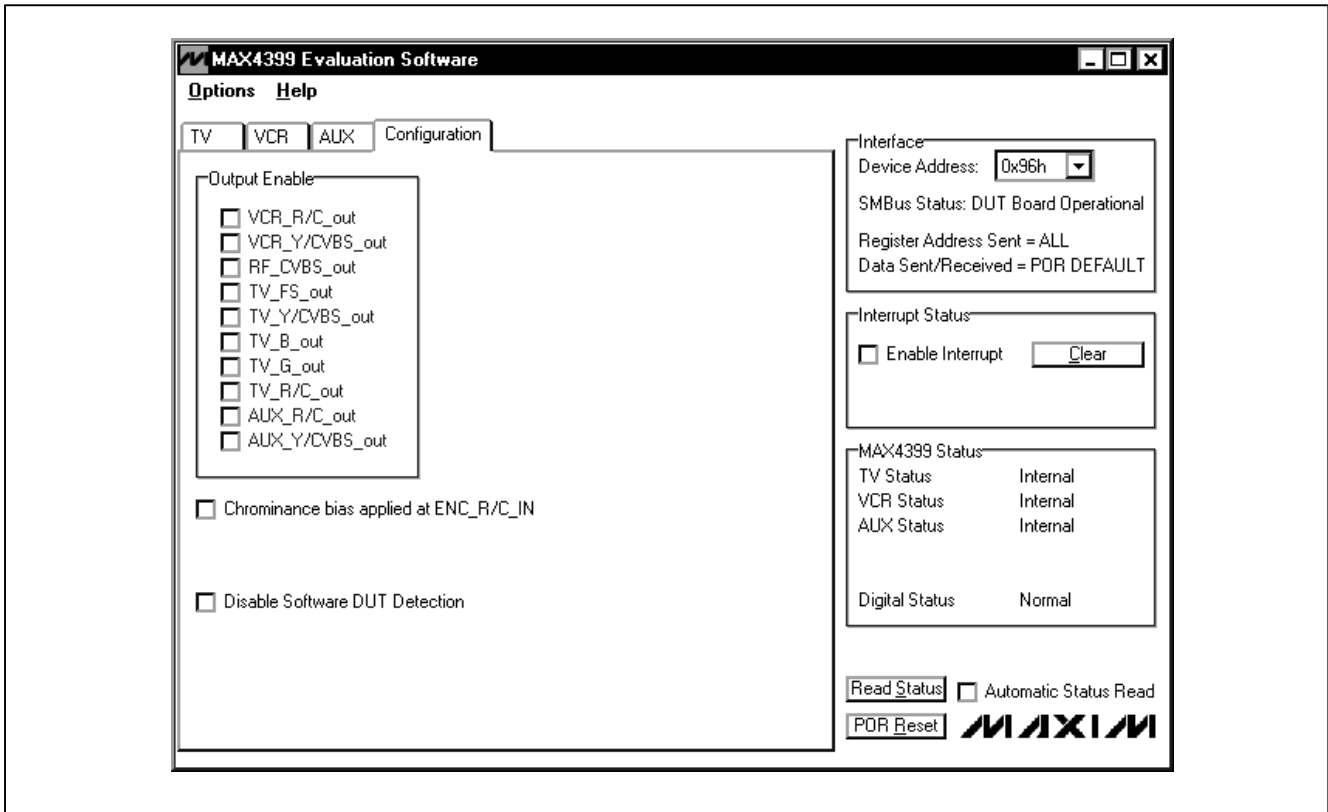 MAX4399 Evaluation Software
Options Help
TV VCR AUX Configuration
Output Enable
VCR_R/C_out
VCR_Y/CVBS_out
RF_CVBS_out
TV_FS_out
TV_Y/CVBS_out
TV_B_out
TV_G_out
TV_R/C_out
AUX_R/C_out
AUX_Y/CVBS_out
Chrominance bias applied at ENC_R/C_IN
Disable Software DUT Detection
Interface
Device Address: 0x96h
SMBus Status: DUT Board Operational
Register Address Sent = ALL
Data Sent/Received = POR DEFAULT
Interrupt Status
Enable Interrupt Clear
MAX4399 Status
TV Status Internal
VCR Status Internal
AUX Status Internal
Digital Status Normal
Read Status Automatic Status Read
POR Reset MAXIM